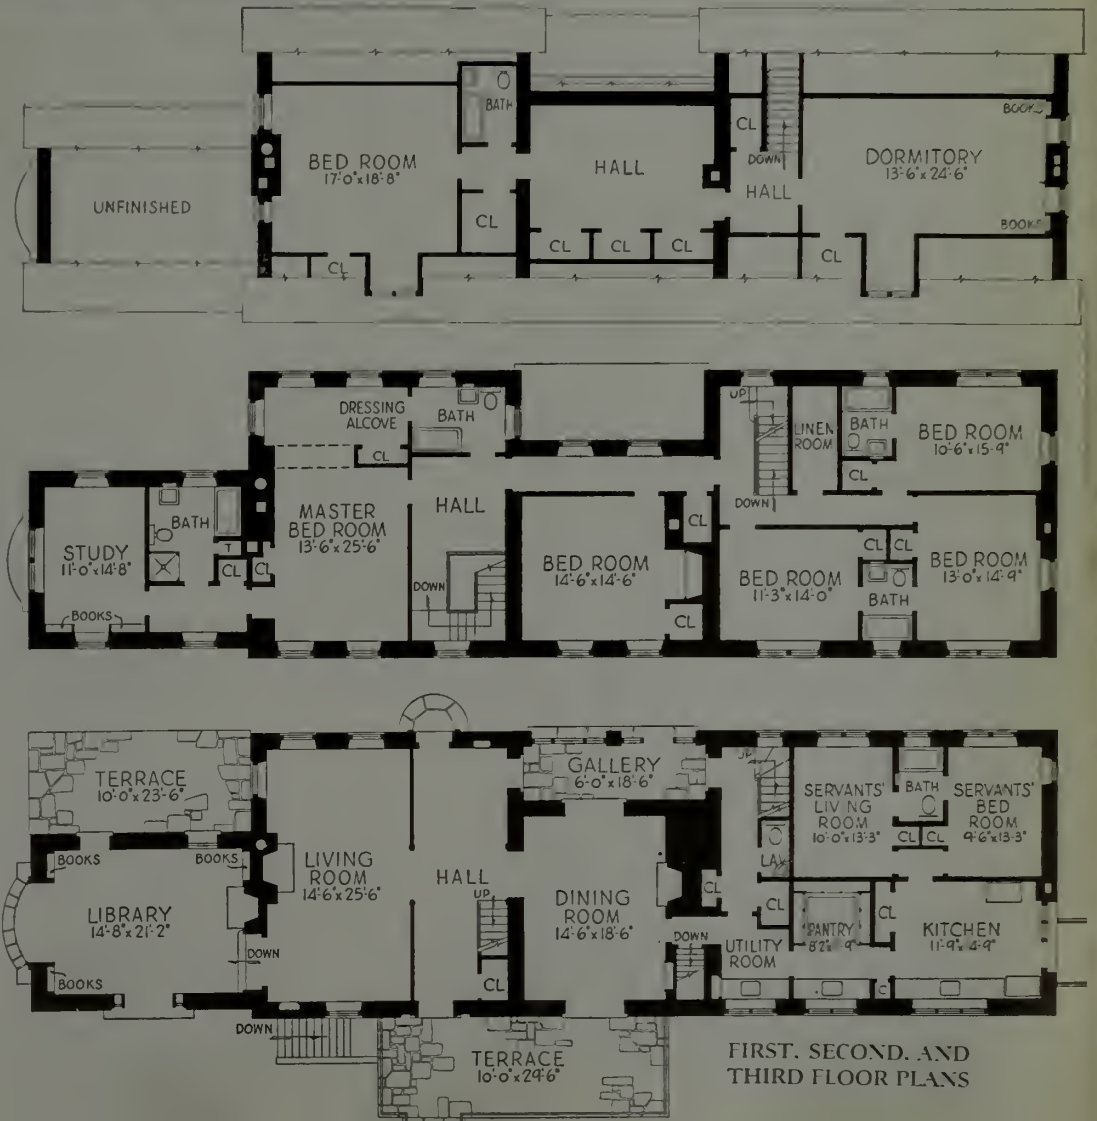 BATH
BOOKS
CL
BED ROOM
17'-0"x18'-8"
HALL
DOWN
DORMITORY
13'-6"x24'-6"
UNFINISHED
HALL
CL
BOOKS
CL
CL
CL
CL
CL
UP
DRESSING
ALCOVE
BATH
LINEN
ROOM
BATH
BED ROOM
10'-6"x15'-9"
CL
CL
MASTER
BED ROOM
13'-6"x25'-6"
HALL
CL
DOWN
BATH
STUDY
11'-0"x14'-8"
T
CL
CL
DOWN
BED ROOM
14'-6"x14'-6"
CL
CL
BED ROOM
11'-3"x14'-0"
BED ROOM
13'-0"x14'-9"
BATH
BOOKS
CL
TERRACE
10'-0"x23'-6"
GALLERY
6'-0"x18'-6"
UP
SERVANTS'
LIVING
ROOM
10'-0"x13'-3"
BATH
SERVANTS'
BED
ROOM
9'-6"x13'-3"
LAV
CL
CL
BOOKS
BOOKS
LIVING
ROOM
14'-6"x25'-6"
HALL
UP
DINING
ROOM
14'-6"x18'-6"
CL
CL
LIBRARY
14'-8"x21'-2"
DOWN
PANTRY
CL
KITCHEN
DOWN
UTILITY
ROOM
BOOKS
CL
C
DOWN
TERRACE
10'-0"x29'-6"
FIRST, SECOND, AND
THIRD FLOOR PLANS